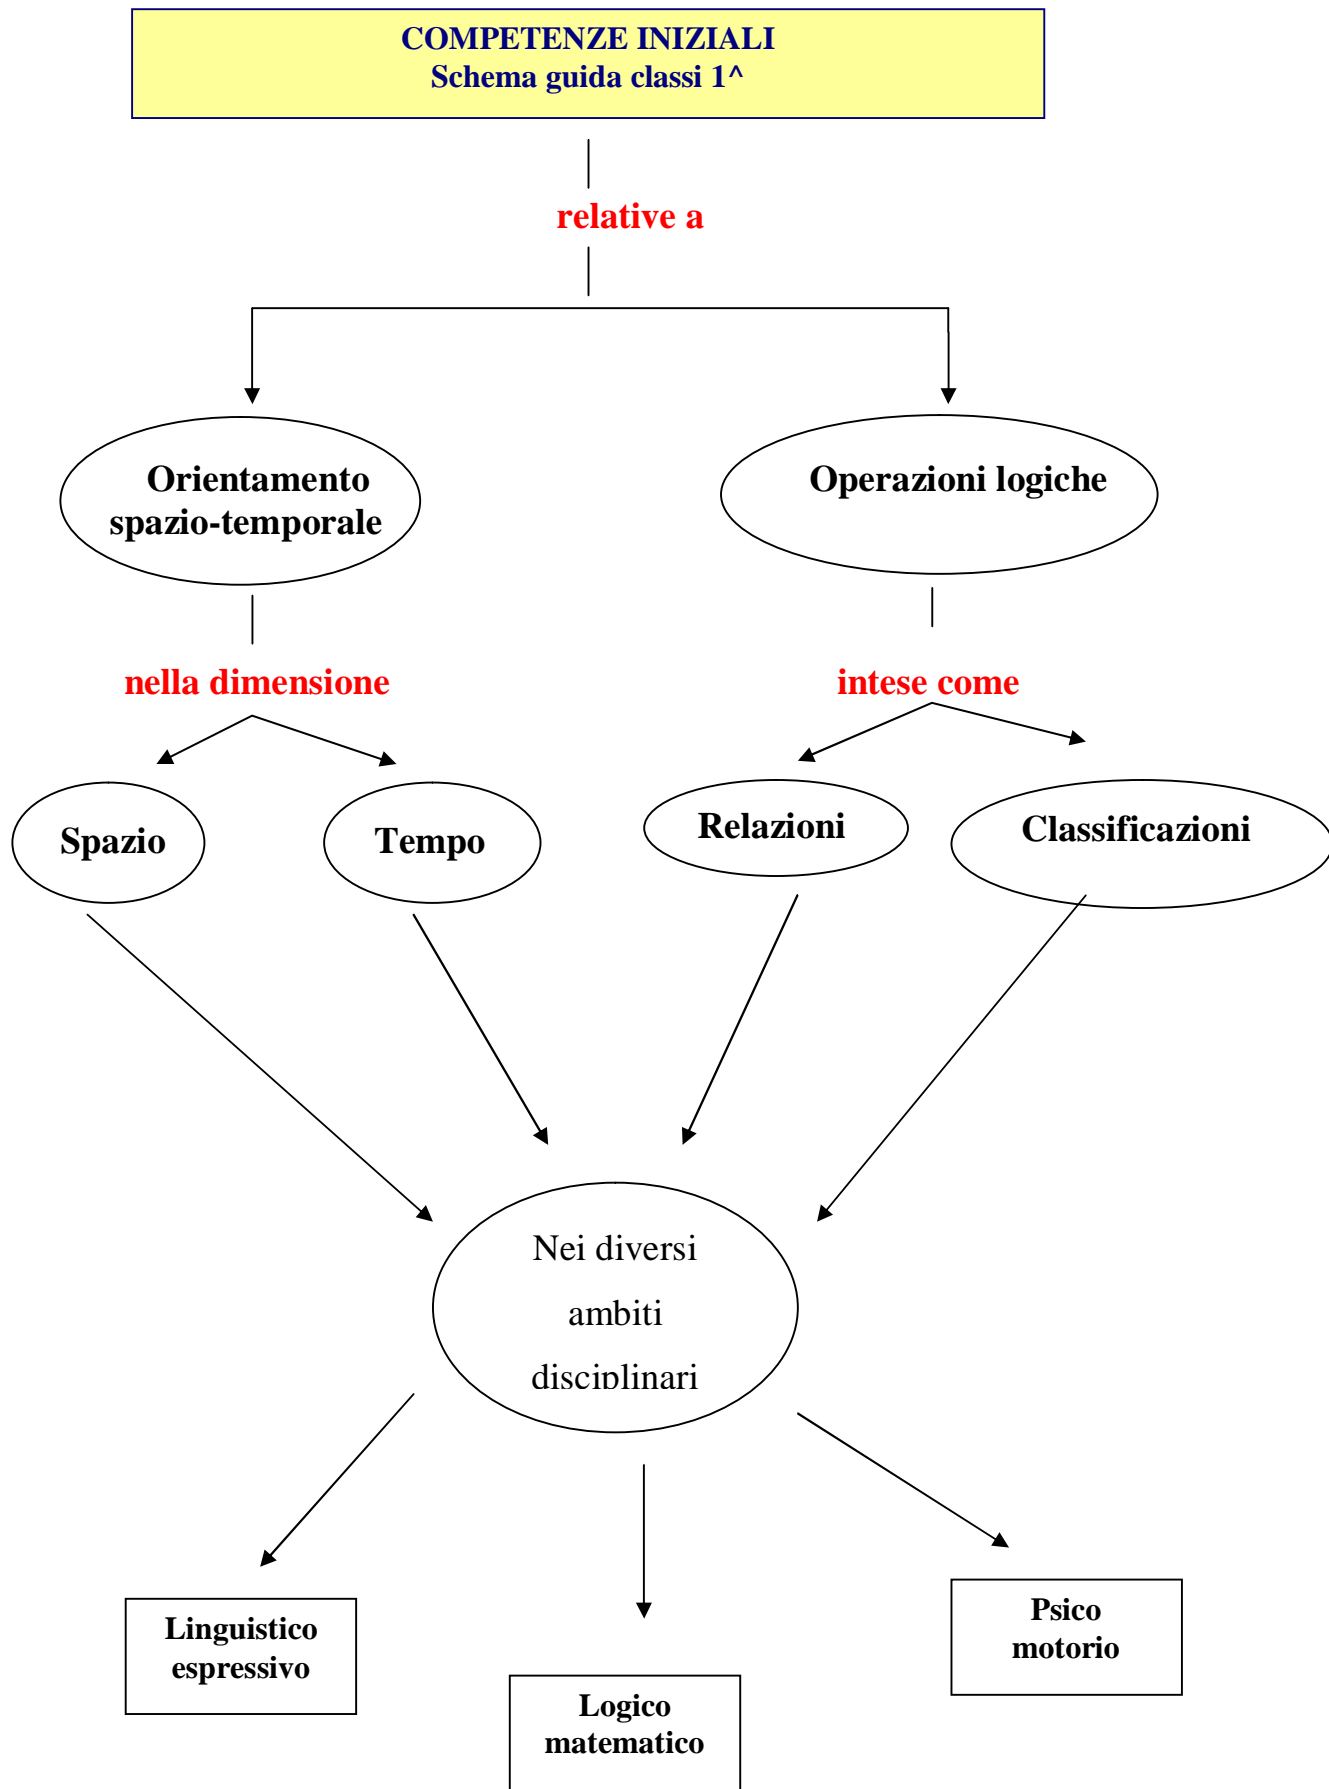 COMPETENZE INIZIALI
Schema guida classi 1^
relative a
Orientamento
spazio-temporale
Operazioni logiche
nella dimensione
intese come
Spazio
Tempo
Relazioni
Classificazioni
Nei diversi
ambiti
disciplinari
Linguistico
espressivo
Logico
matematico
Psico
motorio